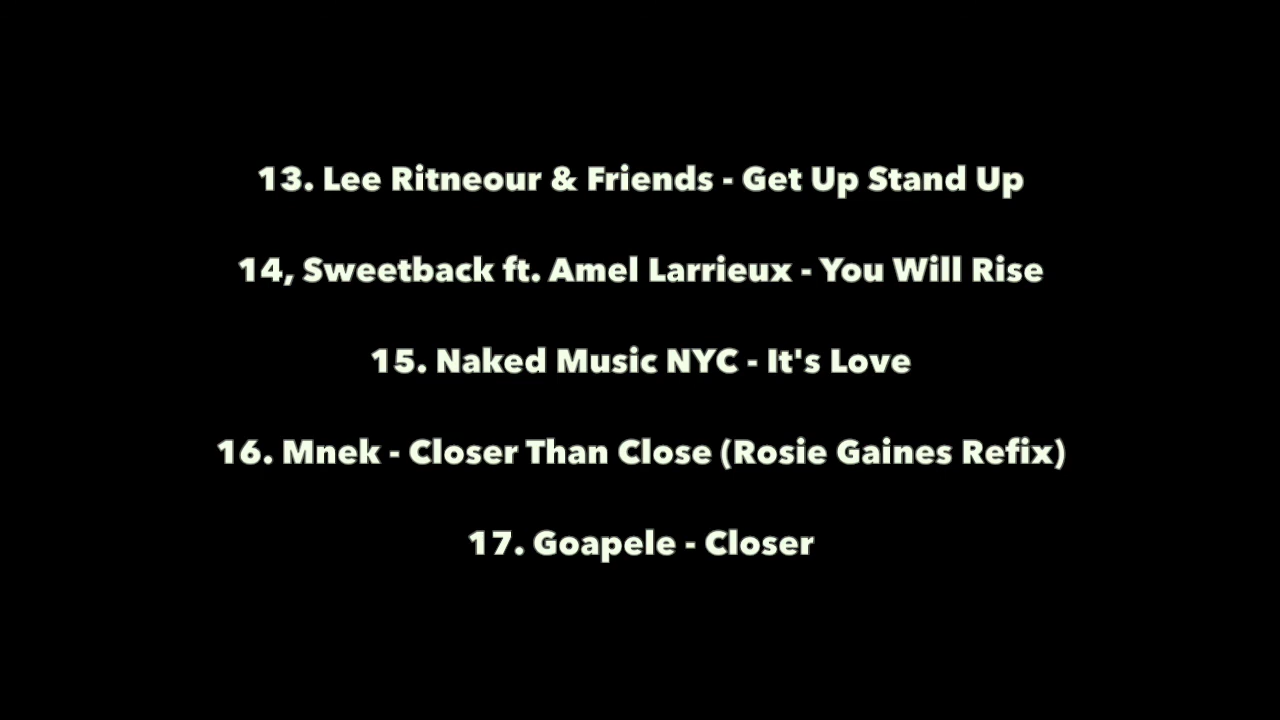 13. Lee Ritneour & Friends - Get Up Stand Up
14, Sweetback ft. Amel Larrieux - You Will Rise
15. Naked Music NYC - It's Love
16. Mnek - Closer Than Close (Rosie Gaines Refix)
17. Goapele - Closer